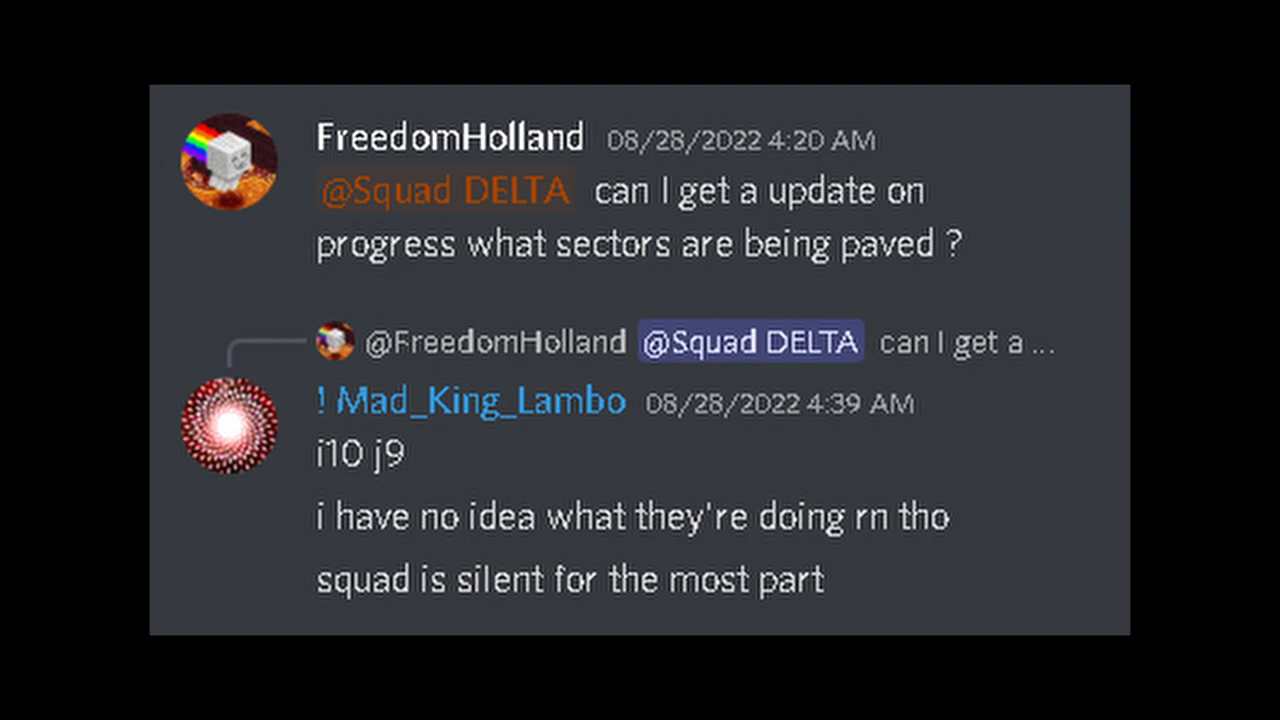 FreedomHolland 08/28/2022 4:20 AM
@Squad DELTA can I get a update on
progress what sectors are being paved ?
@FreedomHolland @Squad DELTA can I get a ...
! Mad_King_Lambo 08/28/2022 4:39 AM
i10 j9
i have no idea what they're doing rn tho
squad is silent for the most part